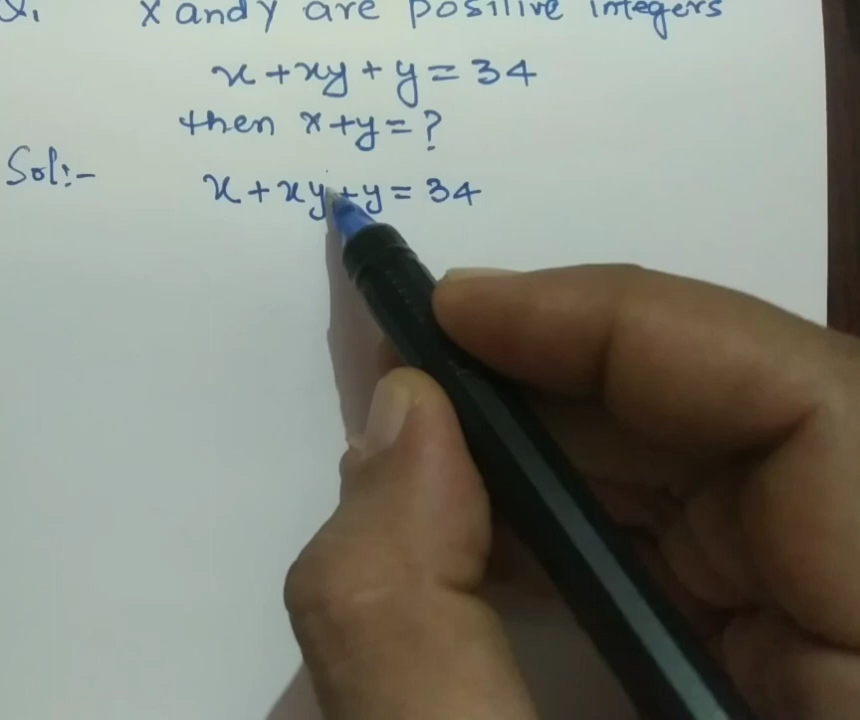 x and y are positive integers
x + xy + y = 34
then x + y = ?
Sol:-
x + xy + y = 34